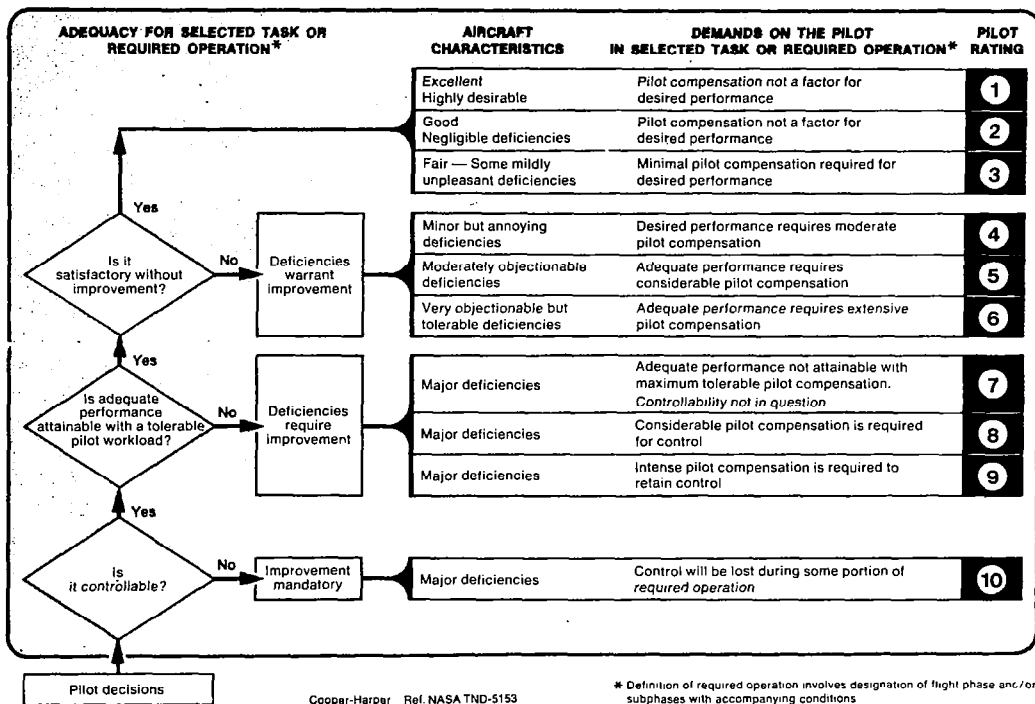 ADEQUACY FOR SELECTED TASK OR
REQUIRED OPERATION*
AIRCRAFT
CHARACTERISTICS
DEMANDS ON THE PILOT
IN SELECTED TASK OR REQUIRED OPERATION*
PILOT
RATING
Excellent
Highly desirable
Pilot compensation not a factor for
desired performance
1
Good
Negligible deficiencies
Pilot compensation not a factor for
desired performance
2
Fair — Some mildly
unpleasant deficiencies
Minimal pilot compensation required for
desired performance
3
Yes
Is it
satisfactory without
improvement?
No
Deficiencies
warrant
improvement
Minor but annoying
deficiencies
Desired performance requires moderate
pilot compensation
4
Moderately objectionable
deficiencies
Adequate performance requires
considerable pilot compensation
5
Very objectionable but
tolerable deficiencies
Adequate performance requires extensive
pilot compensation
6
Yes
Is adequate
performance
attainable with a tolerable
pilot workload?
No
Deficiencies
require
improvement
Major deficiencies
Adequate performance not attainable with
maximum tolerable pilot compensation.
Controllability not in question
7
Major deficiencies
Considerable pilot compensation is required
for control
8
Major deficiencies
Intense pilot compensation is required to
retain control
9
Yes
Is
it controllable?
No
Improvement
mandatory
Major deficiencies
Control will be lost during some portion of
required operation
10
Pilot decisions
Cooper-Harper Ref. NASA TND-5153
* Definition of required operation involves designation of flight phase and/or
subphases with accompanying conditions